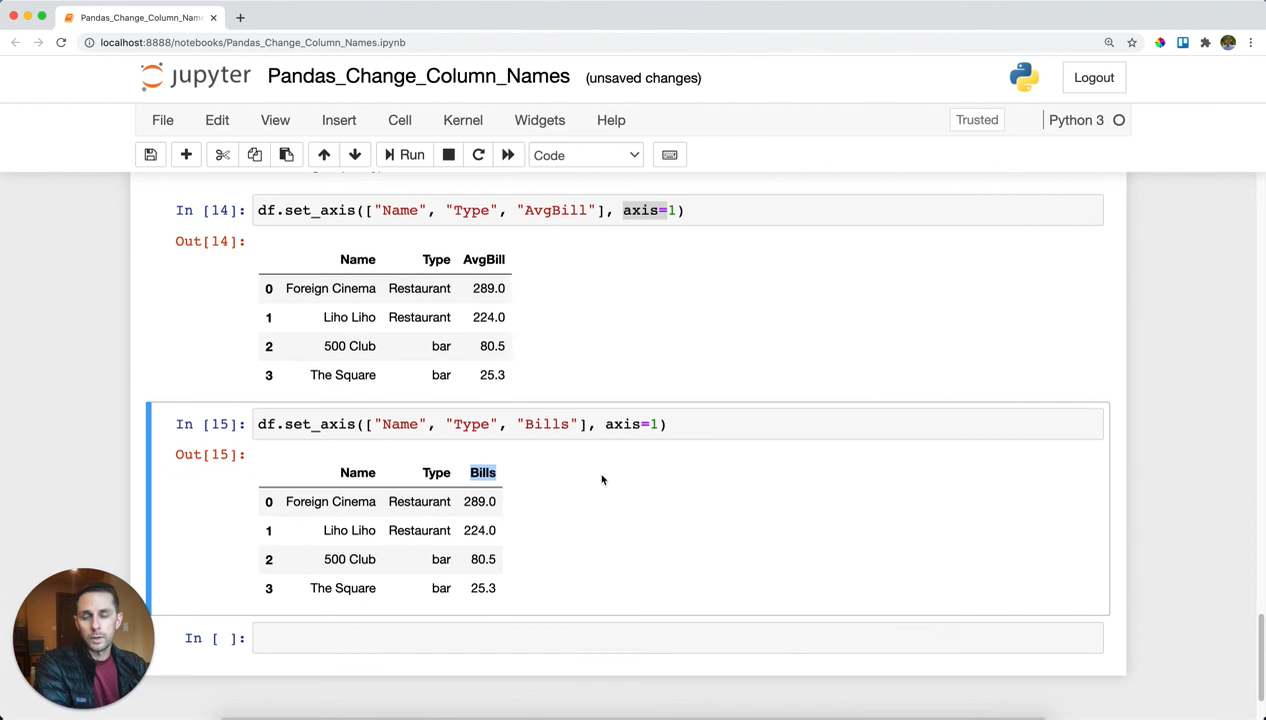 Pandas_Change_Column_Nam
localhost:8888/notebooks/Pandas_Change_Column_Names.ipynb
jupyter Pandas_Change_Column_Names (unsaved changes) Logout
File Edit View Insert Cell Kernel Widgets Help Trusted Python 3
Run Code
In [14]: df.set_axis(["Name", "Type", "AvgBill"], axis=1)
Out[14]:
Name Type AvgBill
0 Foreign Cinema Restaurant 289.0
1 Liho Liho Restaurant 224.0
2 500 Club bar 80.5
3 The Square bar 25.3
In [15]: df.set_axis(["Name", "Type", "Bills"], axis=1)
Out[15]:
Name Type Bills
0 Foreign Cinema Restaurant 289.0
1 Liho Liho Restaurant 224.0
2 500 Club bar 80.5
3 The Square bar 25.3
In [ ]: